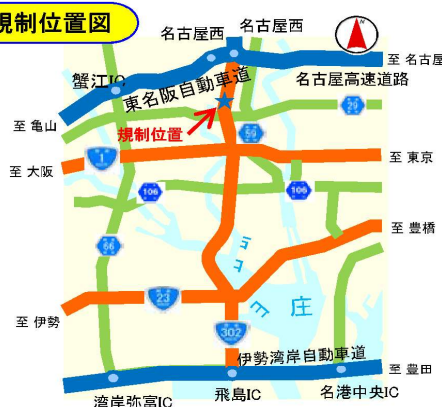 規制位置図
名古屋西
名古屋西
至 名古屋
蟹江IC
東名阪自動車道
名古屋高速道路
29
至 亀山
規制位置
59
至 東京
1
至 大阪
106
106
至 豊橋
66
庄
23
至 伊勢
302
伊勢湾岸自動車道
至 豊田
湾岸弥富IC
飛島IC
名港中央IC